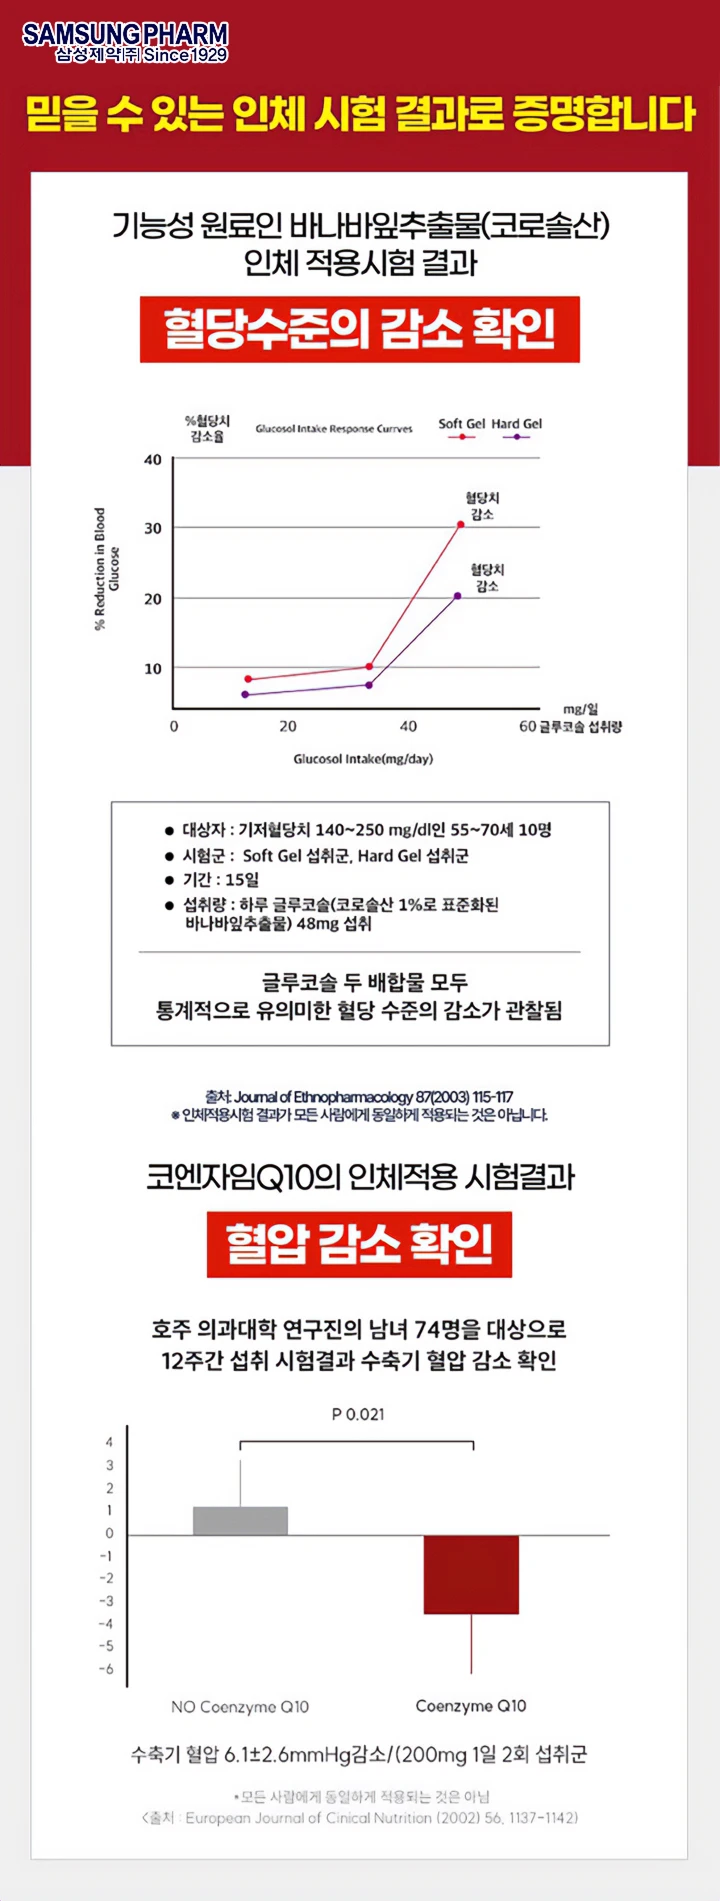 SAMSUNG PHARM
삼성제약(주) Since 1929
믿을 수 있는 인체 시험 결과로 증명합니다
기능성 원료인 바나바잎추출물(코로솔산)
인체 적용시험 결과
혈당수준의 감소 확인
%혈당치
감소율
Glucosol Intake Response Currves
Soft Gel Hard Gel
40
30
20
10
% Reduction in Blood
Glucose
혈당치
감소
혈당치
감소
0 20 40 60
mg/일
글루코솔 섭취량
Glucosol Intake(mg/day)
● 대상자 : 기저혈당치 140~250 mg/dl인 55~70세 10명
● 시험군 : Soft Gel 섭취군, Hard Gel 섭취군
● 기간 : 15일
● 섭취량 : 하루 글루코솔(코로솔산 1%로 표준화된
바나바잎추출물) 48mg 섭취
글루코솔 두 배합물 모두
통계적으로 유의미한 혈당 수준의 감소가 관찰됨
출처: Journal of Ethnopharmacology 87(2003) 115-117
※ 인체적용시험 결과가 모든 사람에게 동일하게 적용되는 것은 아닙니다.
코엔자임Q10의 인체적용 시험결과
혈압 감소 확인
호주 의과대학 연구진의 남녀 74명을 대상으로
12주간 섭취 시험결과 수축기 혈압 감소 확인
P 0.021
4
3
2
1
0
-1
-2
-3
-4
-5
-6
NO Coenzyme Q10
Coenzyme Q10
수축기 혈압 6.1±2.6mmHg감소/(200mg 1일 2회 섭취군
*모든 사람에게 동일하게 적용되는 것은 아님
<출처 : European Journal of Cinical Nutrition (2002) 56, 1137-1142)